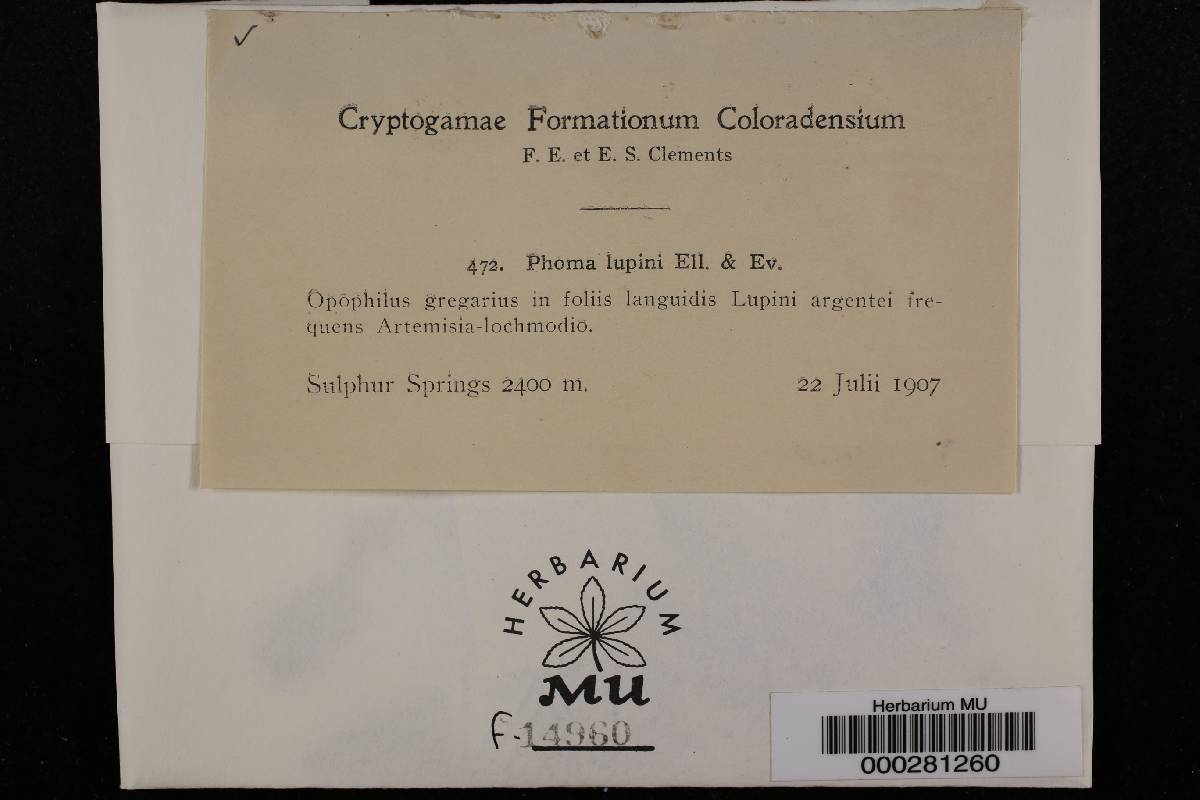 ✓
Cryptogamae Formationum Coloradensium
F. E. et E. S. Clements
472. Phoma lupini Ell. & Ev.
Opophilus gregarius in foliis languidis Lupini argentei fre-
quens Artemisia-lochmodio.
Sulphur Springs 2400 m. 22 Julii 1907
HERBARIUM
MU
F-14960
Herbarium MU
000281260